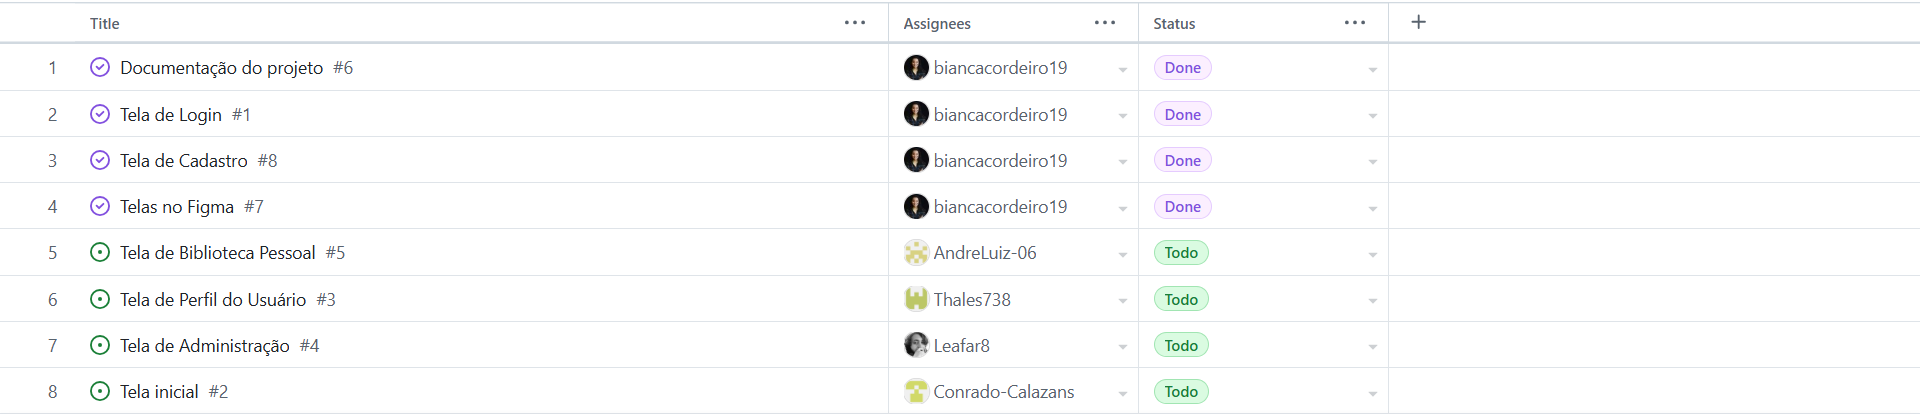 Title ... Assignees ... Status ... +
1 Documentação do projeto #6 biancacordeiro19 Done
2 Tela de Login #1 biancacordeiro19 Done
3 Tela de Cadastro #8 biancacordeiro19 Done
4 Telas no Figma #7 biancacordeiro19 Done
5 Tela de Biblioteca Pessoal #5 AndreLuiz-06 Todo
6 Tela de Perfil do Usuário #3 Thales738 Todo
7 Tela de Administração #4 Leafar8 Todo
8 Tela inicial #2 Conrado-Calazans Todo